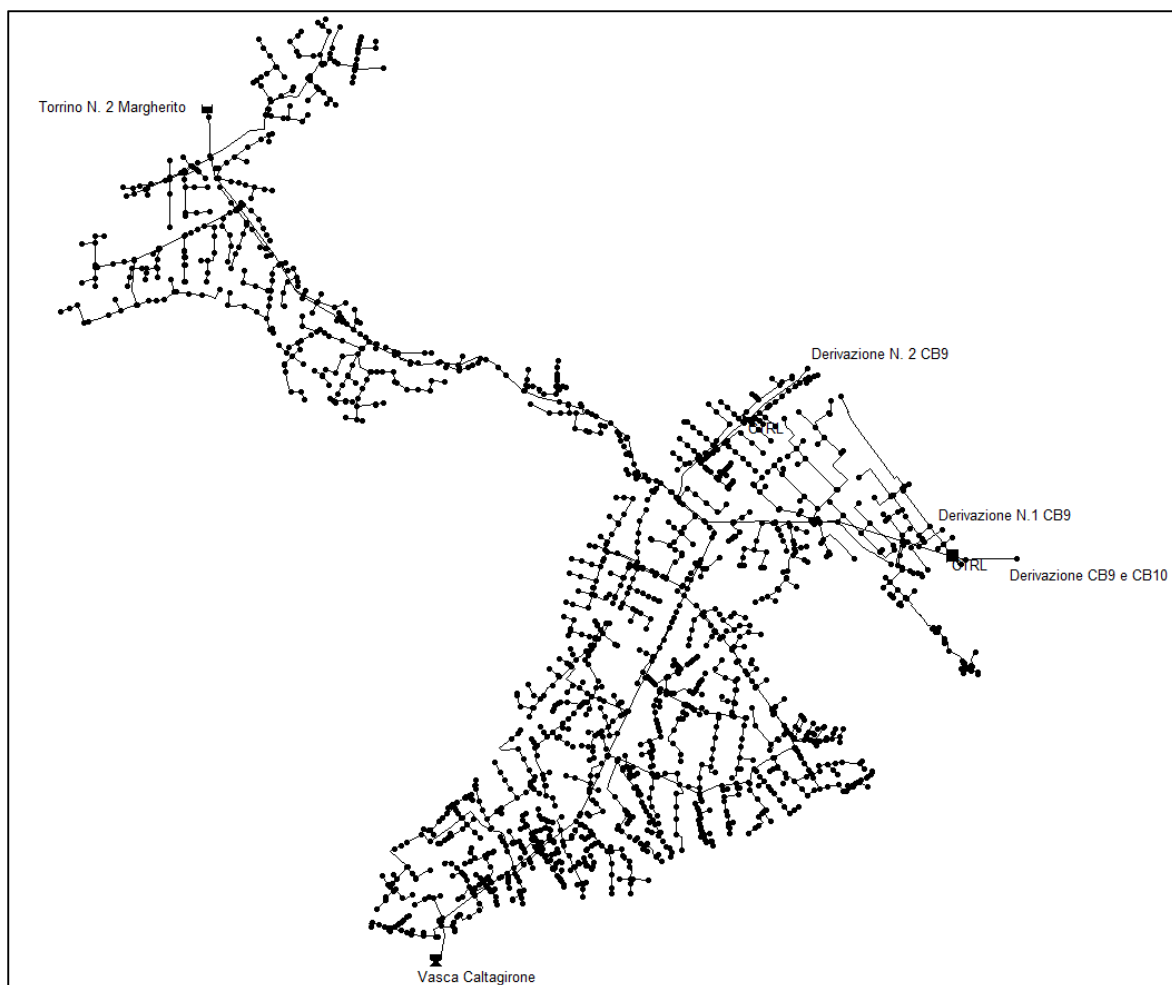 Torrino N. 2 Margherito
Derivazione N. 2 CB9
CTRL
Derivazione N.1 CB9
CTRL
Derivazione CB9 e CB10
Vasca Caltagirone